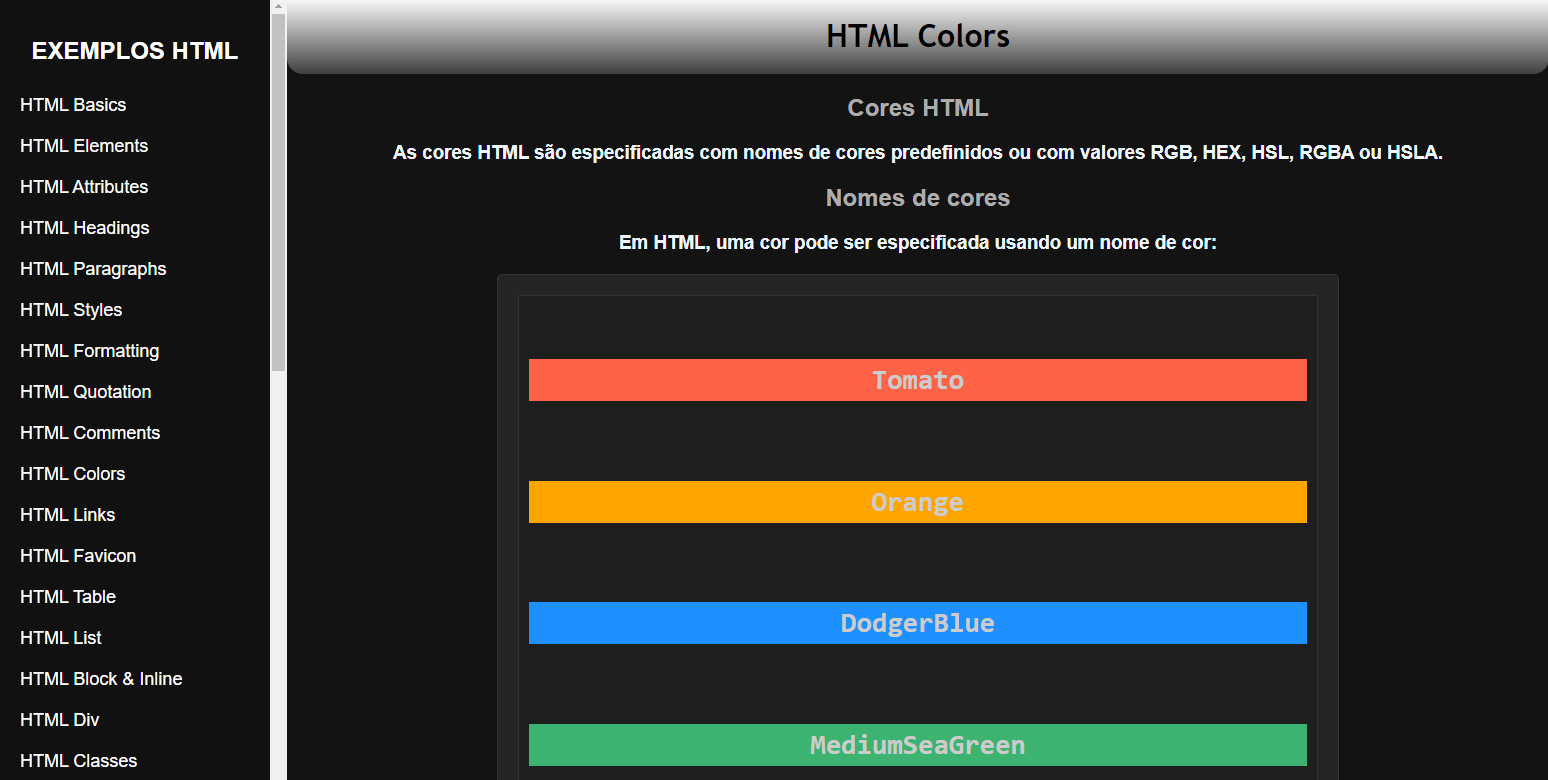 EXEMPLOS HTML
HTML Basics
HTML Elements
HTML Attributes
HTML Headings
HTML Paragraphs
HTML Styles
HTML Formatting
HTML Quotation
HTML Comments
HTML Colors
HTML Links
HTML Favicon
HTML Table
HTML List
HTML Block & Inline
HTML Div
HTML Classes
HTML Colors
Cores HTML
As cores HTML são especificadas com nomes de cores predefinidos ou com valores RGB, HEX, HSL, RGBA ou HSLA.
Nomes de cores
Em HTML, uma cor pode ser especificada usando um nome de cor:
Tomato
Orange
DodgerBlue
MediumSeaGreen